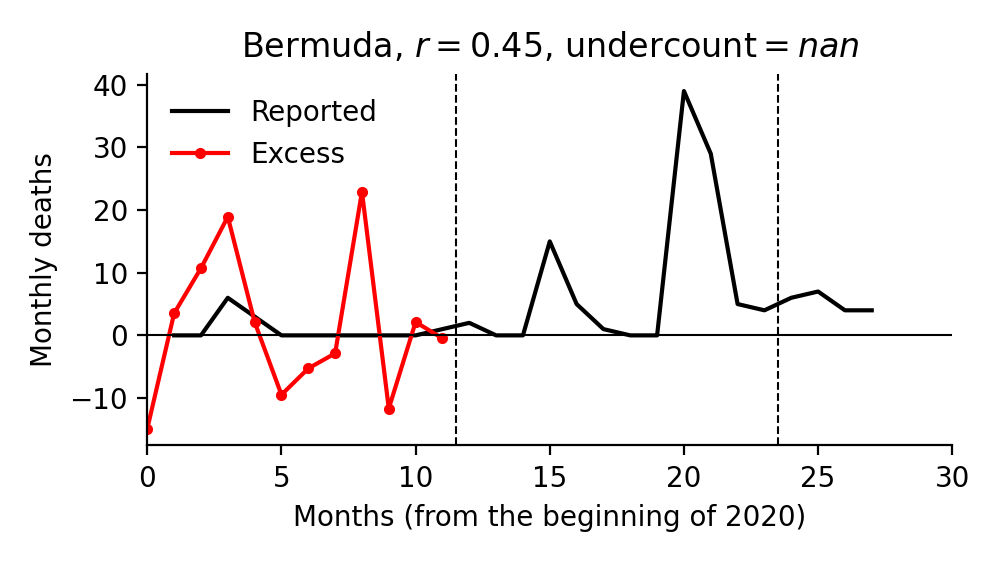 Bermuda, r = 0.45, undercount = nan
Reported
Excess
Monthly deaths
40
30
20
10
0
−10
0 5 10 15 20 25 30
Months (from the beginning of 2020)